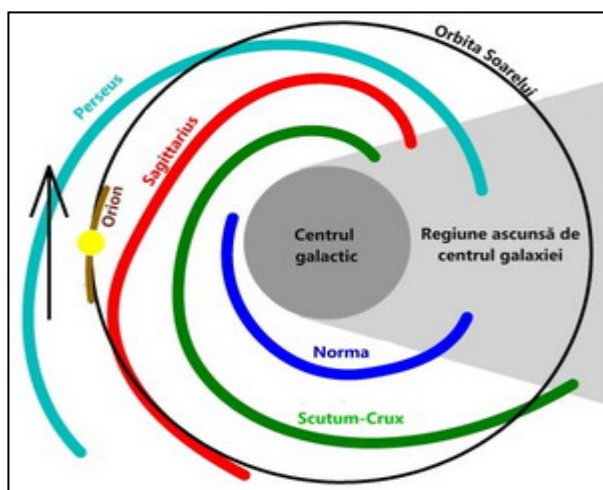 Orbita Soarelui
Perseus
Sagittarius
Orion
Centrul
galactic
Regiune ascunsă de
centrul galaxiei
Norma
Scutum-Crux